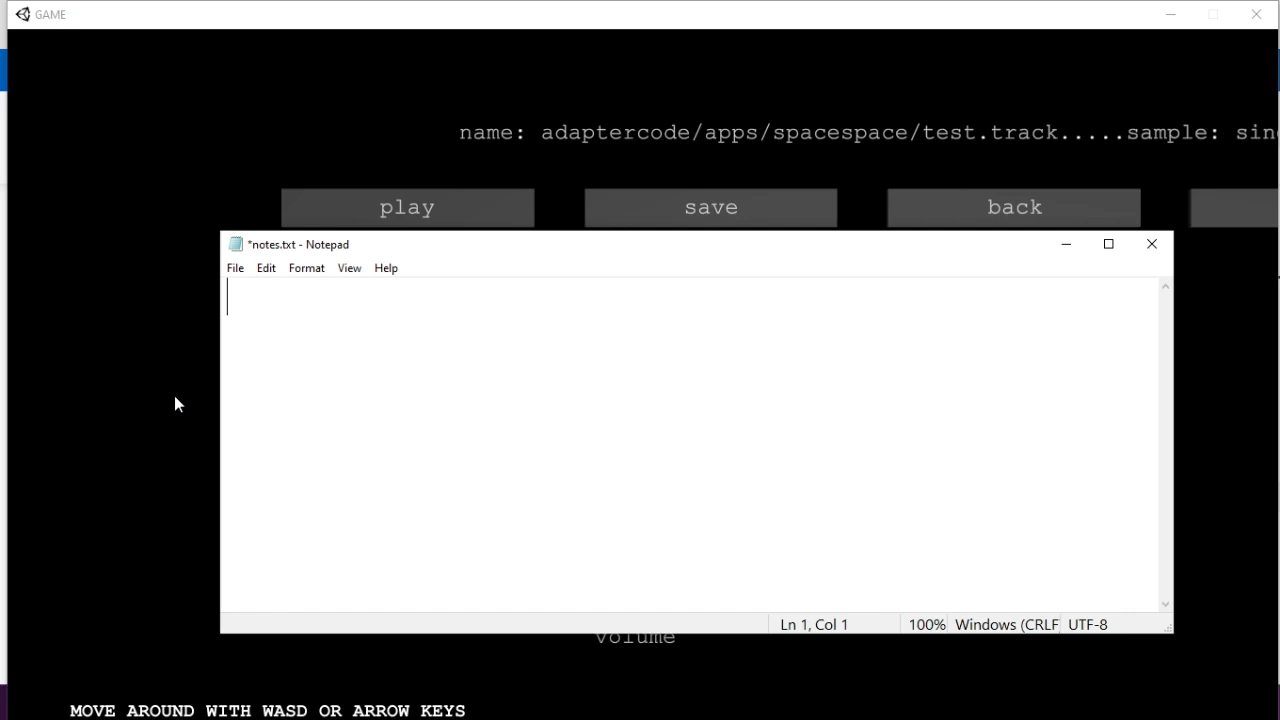 GAME
name: adaptercode/apps/spacespace/test.track.....sample: sin
play save back
*notes.txt - Notepad
File Edit Format View Help
Ln 1, Col 1 100% Windows (CRLF UTF-8
volume
MOVE AROUND WITH WASD OR ARROW KEYS